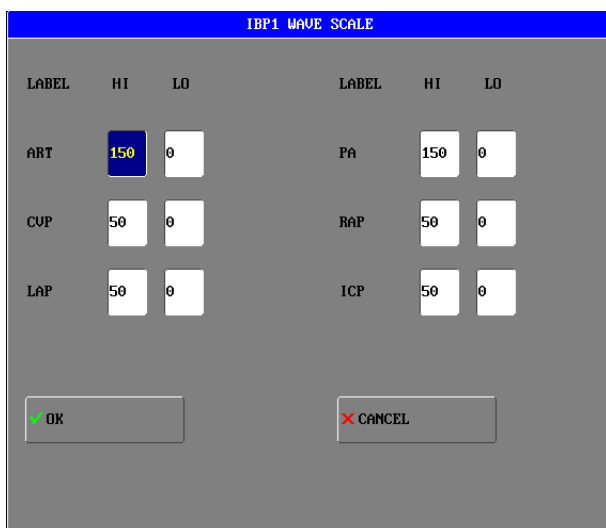 IBP1 WAVE SCALE
LABEL HI LO LABEL HI LO
ART 150 0 PA 150 0
CVP 50 0 RAP 50 0
LAP 50 0 ICP 50 0
OK CANCEL